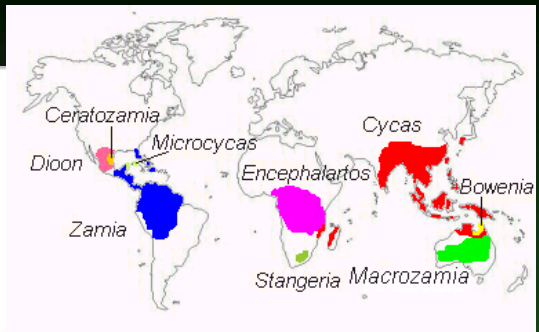 Ceratozamia
Microcycas
Cycas
Dioon
Encephalartos
Bowenia
Zamia
Stangeria
Macrozamia